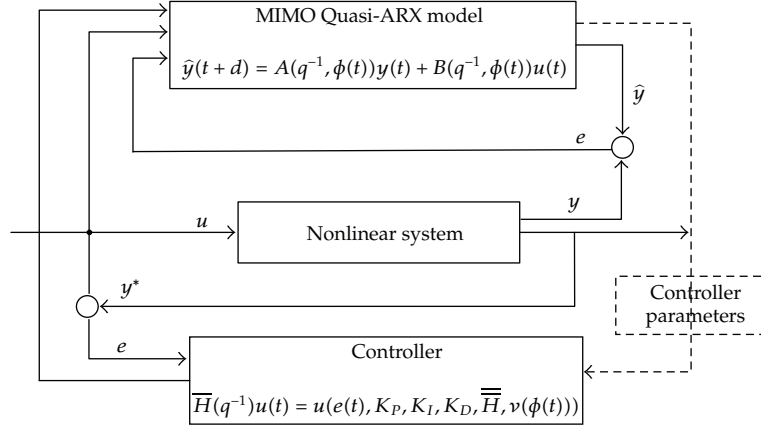 MIMO Quasi-ARX model
ŷ(t + d) = A(q⁻¹, ϕ(t))y(t) + B(q⁻¹, ϕ(t))u(t)
ŷ
e
y
u
Nonlinear system
y*
Controller
parameters
e
Controller
H̅(q⁻¹)u(t) = u(e(t), K_P, K_I, K_D, H̿̅, ν(ϕ(t)))